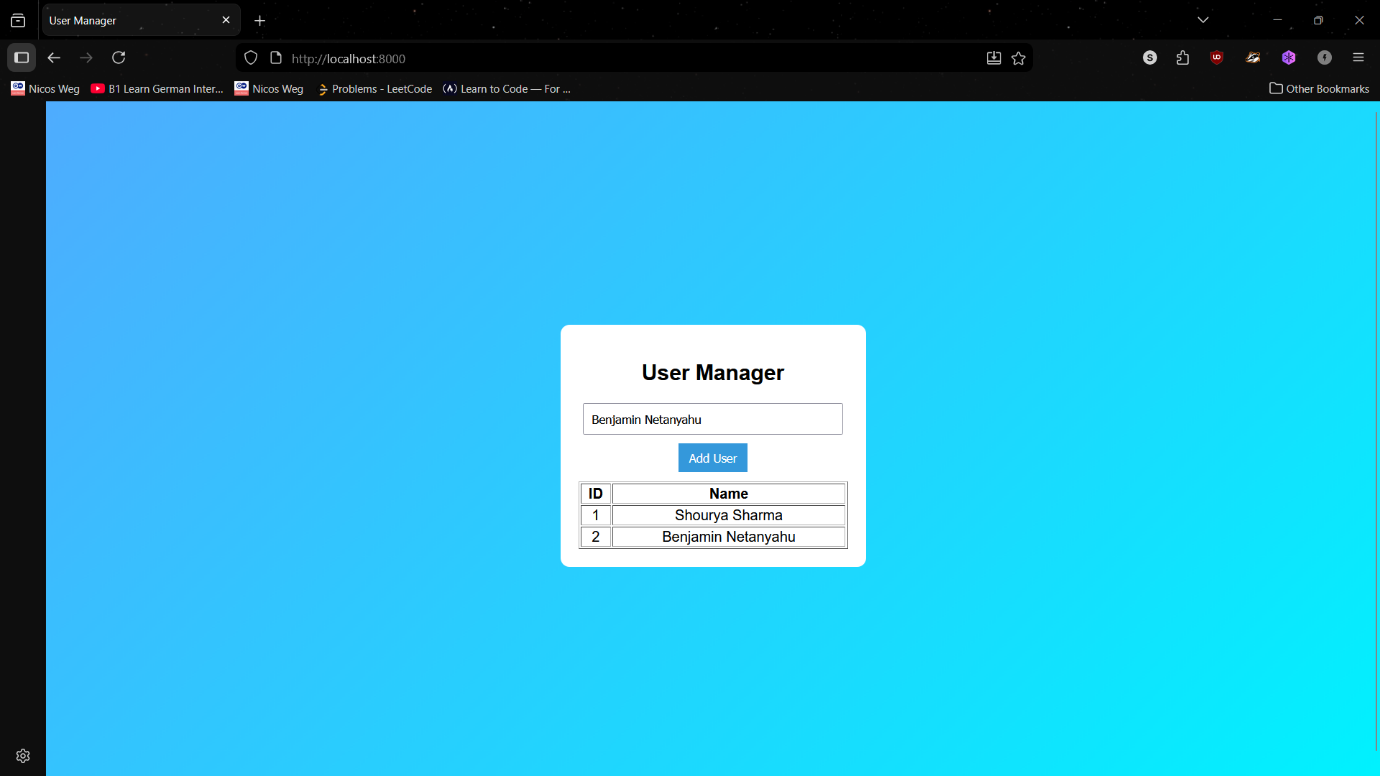 User Manager
http://localhost:8000
S
Nicos Weg
B1 Learn German Inter...
Nicos Weg
Problems - LeetCode
Learn to Code — For ...
Other Bookmarks
User Manager
Benjamin Netanyahu
Add User
ID Name
1 Shourya Sharma
2 Benjamin Netanyahu